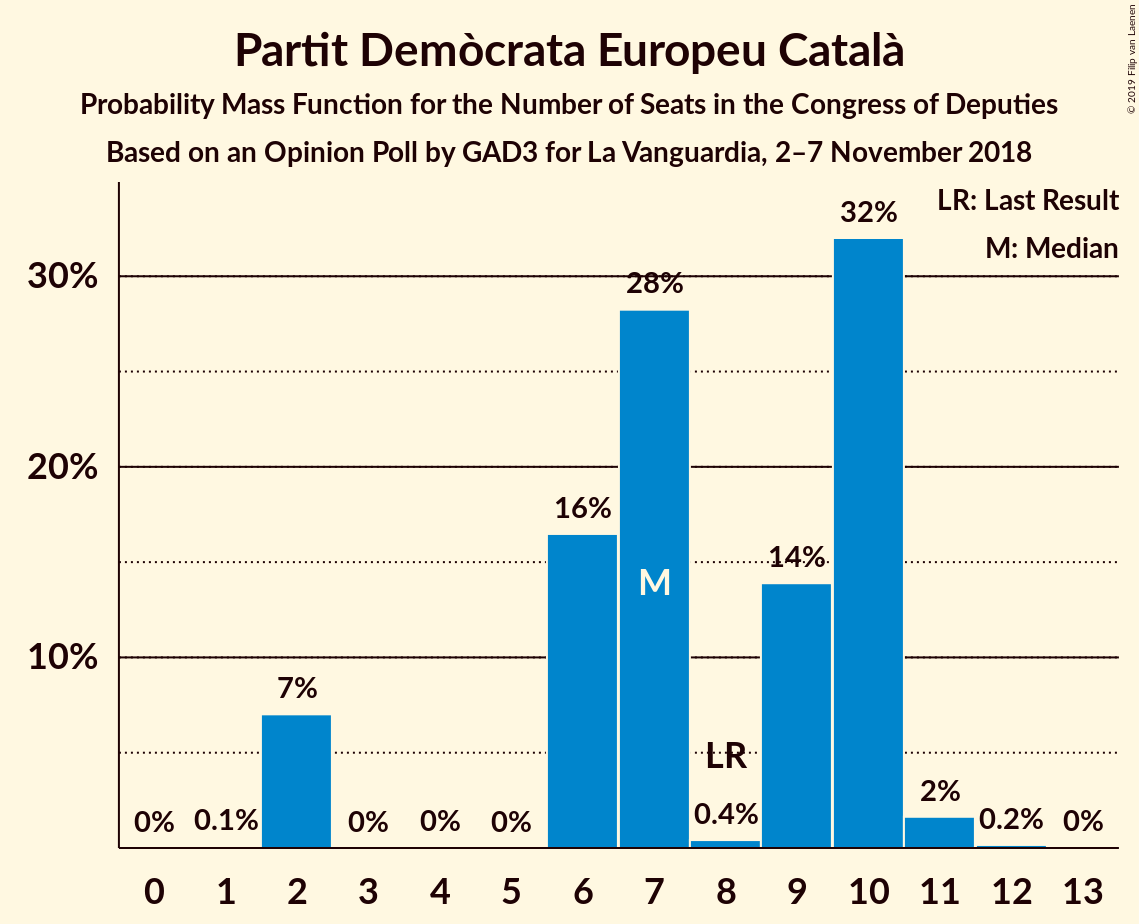 Partit Demòcrata Europeu Català
Probability Mass Function for the Number of Seats in the Congress of Deputies
Based on an Opinion Poll by GAD3 for La Vanguardia, 2–7 November 2018
© 2019 Filip van Laenen
LR: Last Result
M: Median
30%
20%
10%
0%
0.1%
7%
0%
0%
0%
16%
28%
M
LR
0.4%
14%
32%
2%
0.2%
0%
0 1 2 3 4 5 6 7 8 9 10 11 12 13